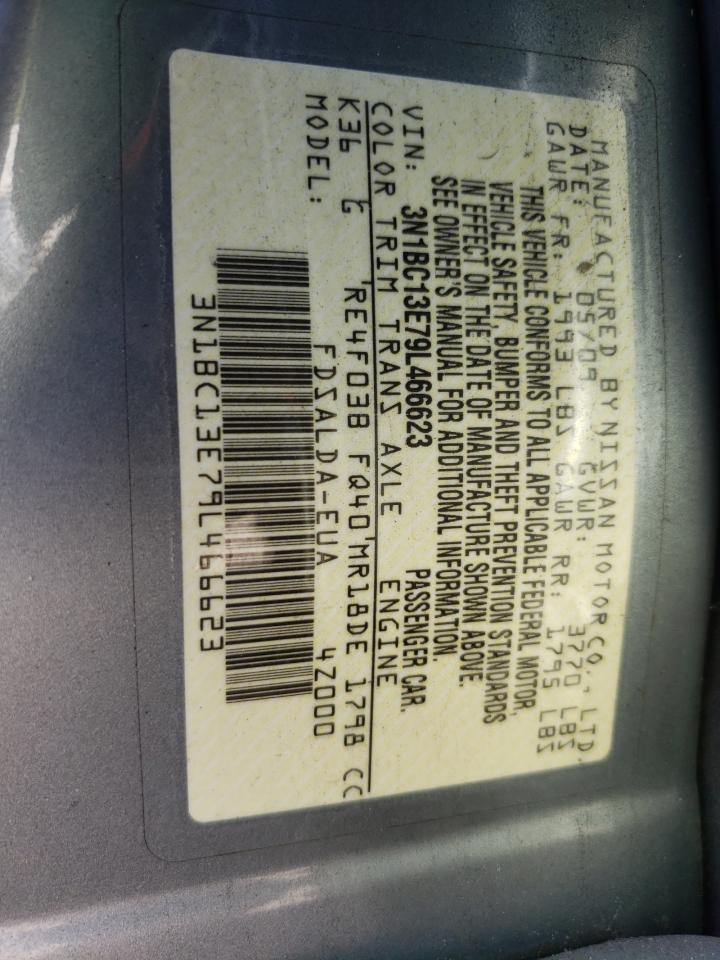 MANUFACTURED BY NISSAN MOTOR CO., LTD.
DATE: 05/09 GVWR: 3770 LBS
GAWR FR: 1993 LBS GAWR RR: 1795 LBS
THIS VEHICLE CONFORMS TO ALL APPLICABLE FEDERAL MOTOR
VEHICLE SAFETY, BUMPER AND THEFT PREVENTION STANDARDS
IN EFFECT ON THE DATE OF MANUFACTURE SHOWN ABOVE.
SEE OWNER'S MANUAL FOR ADDITIONAL INFORMATION.
VIN: 3N1BC13E79L466623 PASSENGER CAR.
COLOR TRIM TRANS AXLE ENGINE
K36 G RE4F03B FQ40 MR18DE 1798 CC
MODEL: FDSALDA-EUA 4Z000
3N1BC13E79L466623